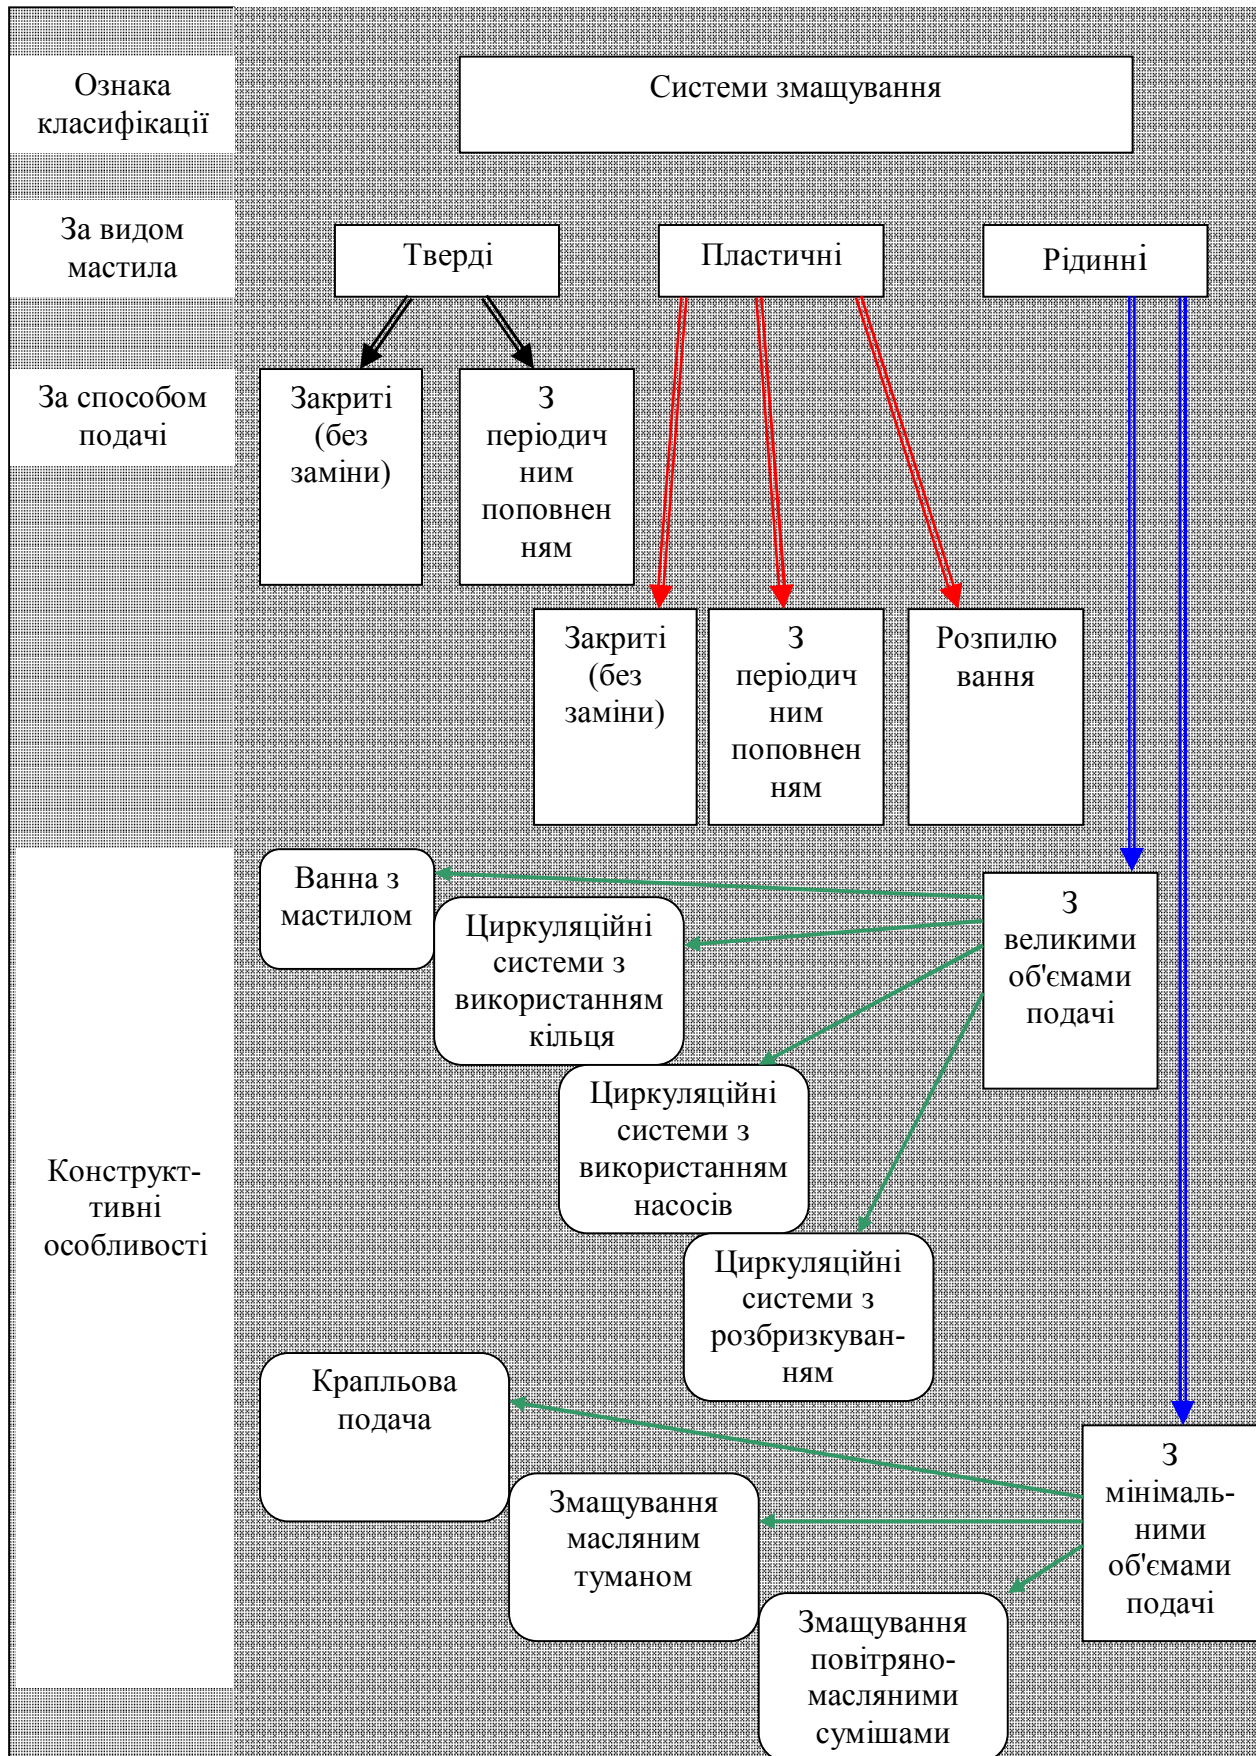 Ознака
класифікації
Системи змащування
За видом
мастила
Тверді
Пластичні
Рідинні
За способом
подачі
Закриті
(без
заміни)
З
періодич
ним
поповнен
ням
Закриті
(без
заміни)
З
періодич
ним
поповнен
ням
Розпилю
вання
Конструкт-
тивні
особливості
Ванна з
мастилом
Циркуляційні
системи з
використанням
кільця
Циркуляційні
системи з
використанням
насосів
Циркуляційні
системи з
розбризкуван-
ням
З
великими
об'ємами
подачі
Крапльова
подача
Змащування
масляним
туманом
Змащування
повітряно-
масляними
сумішами
З
мінімаль-
ними
об'ємами
подачі